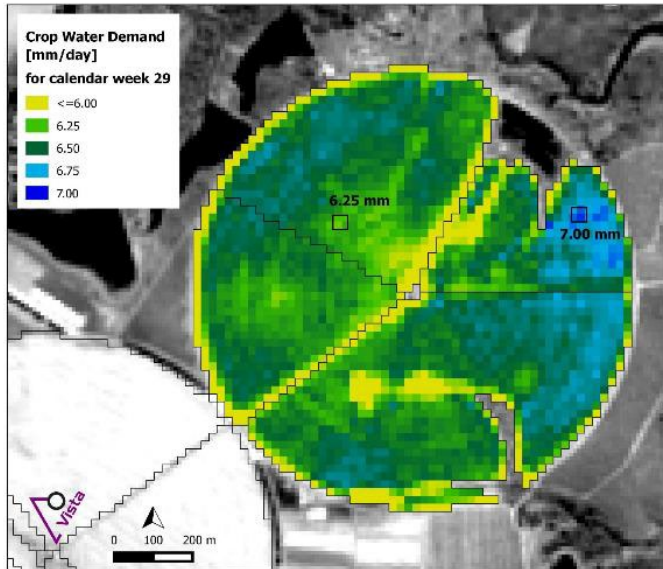 Crop Water Demand
[mm/day]
for calendar week 29
<=6.00
6.25
6.50
6.75
7.00
6.25 mm
7.00 mm
Vista
0 100 200 m